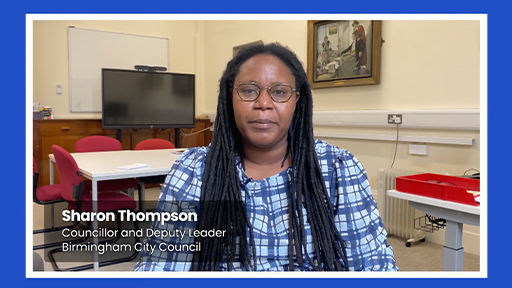 Sharon Thompson
Councillor and Deputy Leader
Birmingham City Council